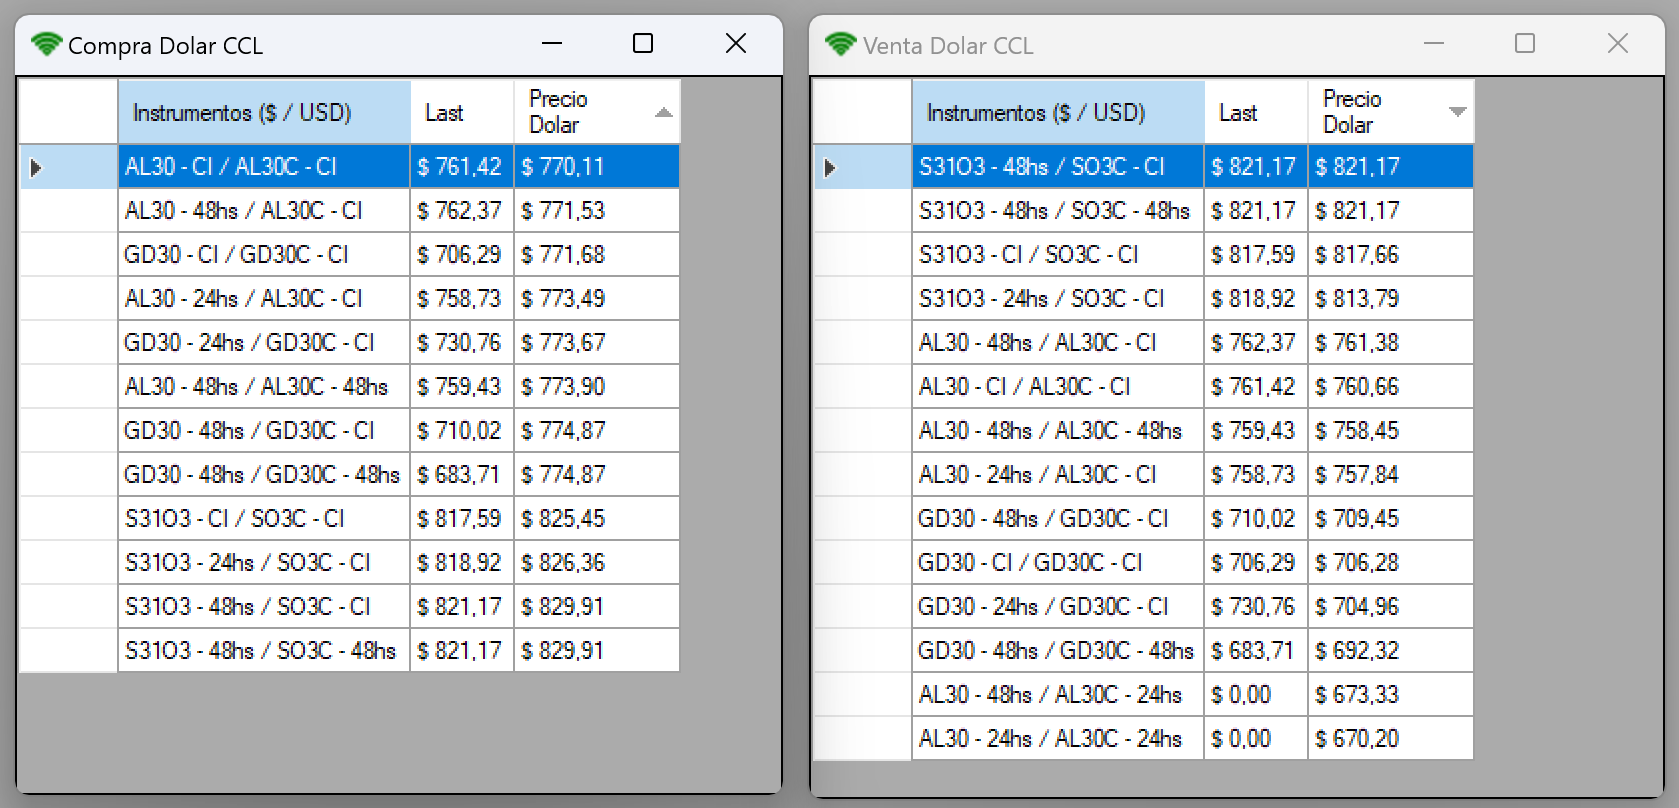 Compra Dolar CCL
Instrumentos ($ / USD) Last Precio Dolar
AL30 - CI / AL30C - CI $ 761,42 $ 770,11
AL30 - 48hs / AL30C - CI $ 762,37 $ 771,53
GD30 - CI / GD30C - CI $ 706,29 $ 771,68
AL30 - 24hs / AL30C - CI $ 758,73 $ 773,49
GD30 - 24hs / GD30C - CI $ 730,76 $ 773,67
AL30 - 48hs / AL30C - 48hs $ 759,43 $ 773,90
GD30 - 48hs / GD30C - CI $ 710,02 $ 774,87
GD30 - 48hs / GD30C - 48hs $ 683,71 $ 774,87
S31O3 - CI / SO3C - CI $ 817,59 $ 825,45
S31O3 - 24hs / SO3C - CI $ 818,92 $ 826,36
S31O3 - 48hs / SO3C - CI $ 821,17 $ 829,91
S31O3 - 48hs / SO3C - 48hs $ 821,17 $ 829,91
Venta Dolar CCL
Instrumentos ($ / USD) Last Precio Dolar
S31O3 - 48hs / SO3C - CI $ 821,17 $ 821,17
S31O3 - 48hs / SO3C - 48hs $ 821,17 $ 821,17
S31O3 - CI / SO3C - CI $ 817,59 $ 817,66
S31O3 - 24hs / SO3C - CI $ 818,92 $ 813,79
AL30 - 48hs / AL30C - CI $ 762,37 $ 761,38
AL30 - CI / AL30C - CI $ 761,42 $ 760,66
AL30 - 48hs / AL30C - 48hs $ 759,43 $ 758,45
AL30 - 24hs / AL30C - CI $ 758,73 $ 757,84
GD30 - 48hs / GD30C - CI $ 710,02 $ 709,45
GD30 - CI / GD30C - CI $ 706,29 $ 706,28
GD30 - 24hs / GD30C - CI $ 730,76 $ 704,96
GD30 - 48hs / GD30C - 48hs $ 683,71 $ 692,32
AL30 - 48hs / AL30C - 24hs $ 0,00 $ 673,33
AL30 - 24hs / AL30C - 24hs $ 0,00 $ 670,20